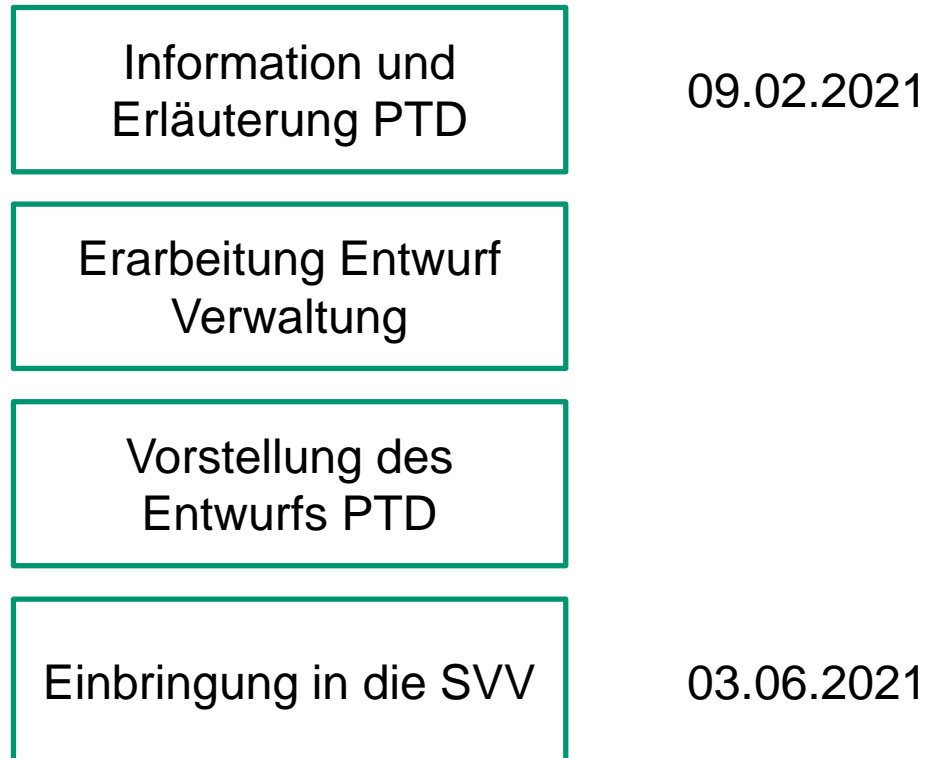 Information und
Erläuterung PTD
09.02.2021
Erarbeitung Entwurf
Verwaltung
Vorstellung des
Entwurfs PTD
Einbringung in die SVV
03.06.2021